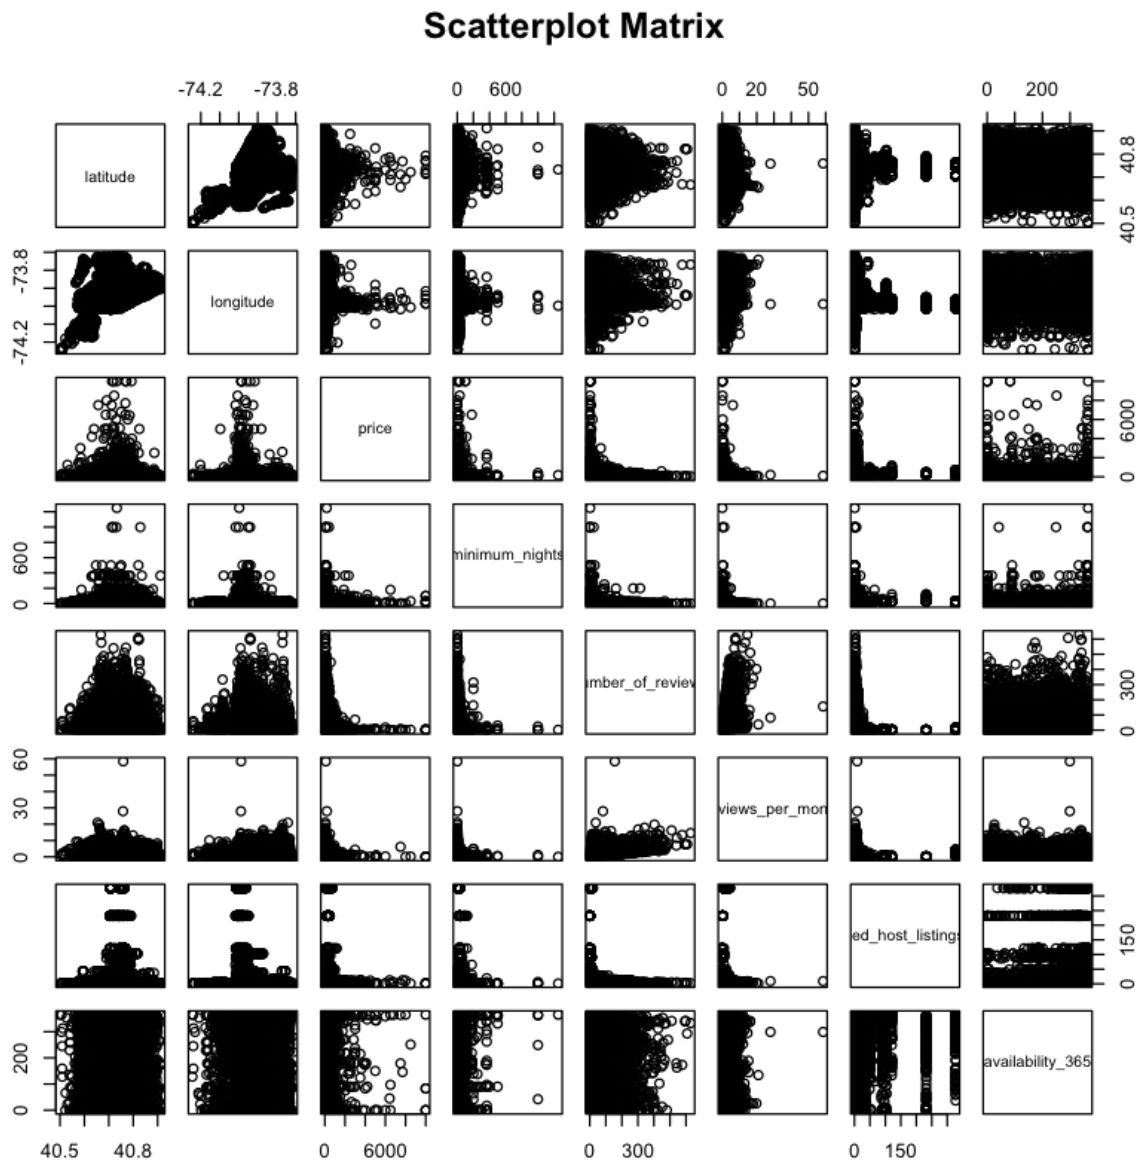 Scatterplot Matrix
-74.2 -73.8 0 600 0 20 50 0 200
latitude 40.5 40.8
-74.2 -73.8 longitude
price 0 6000
0 600 minimum_nights
umber_of_review 0 300
0 30 60 views_per_mon
ed_host_listings 0 150
0 200 availability_365
40.5 40.8 0 6000 0 300 0 150